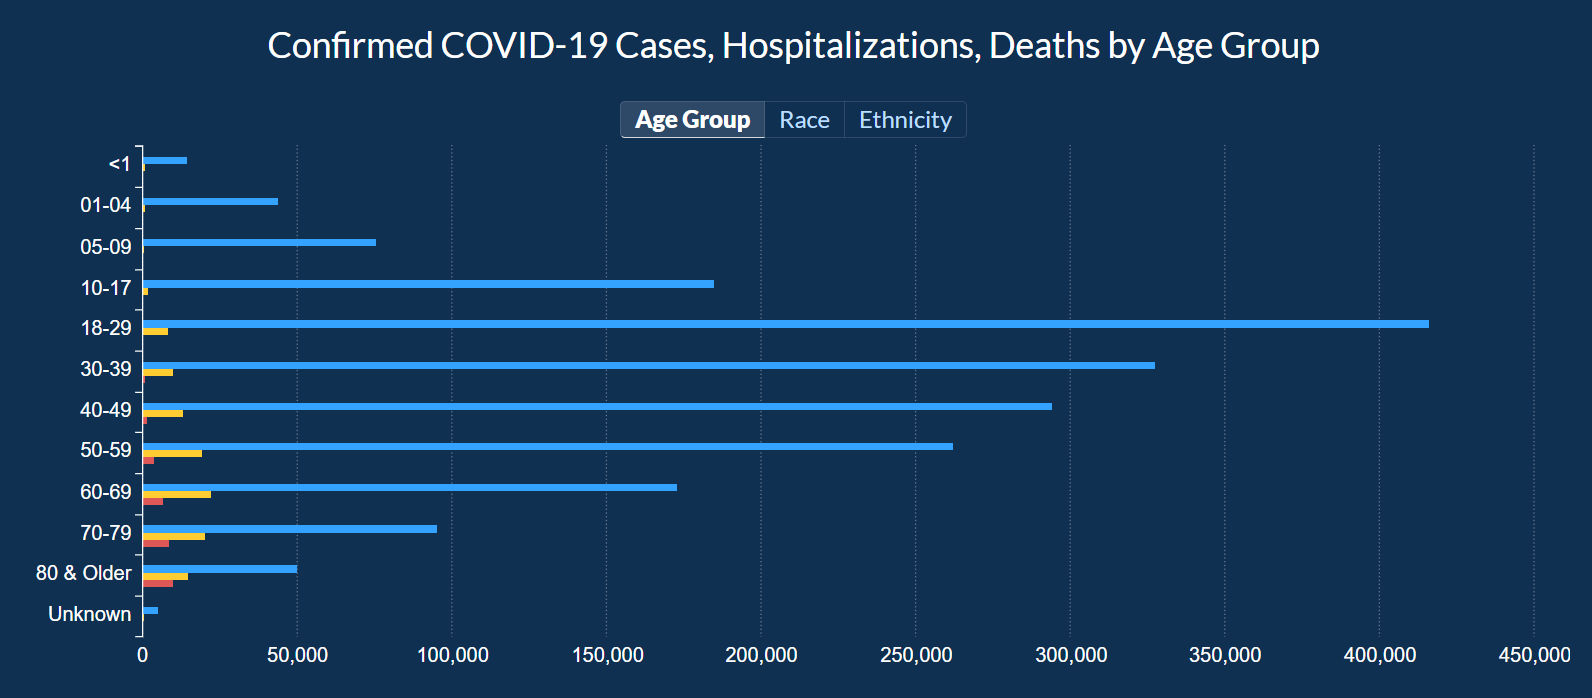 Confirmed COVID-19 Cases, Hospitalizations, Deaths by Age Group
Age Group Race Ethnicity
<1
01-04
05-09
10-17
18-29
30-39
40-49
50-59
60-69
70-79
80 & Older
Unknown
0 50,000 100,000 150,000 200,000 250,000 300,000 350,000 400,000 450,000